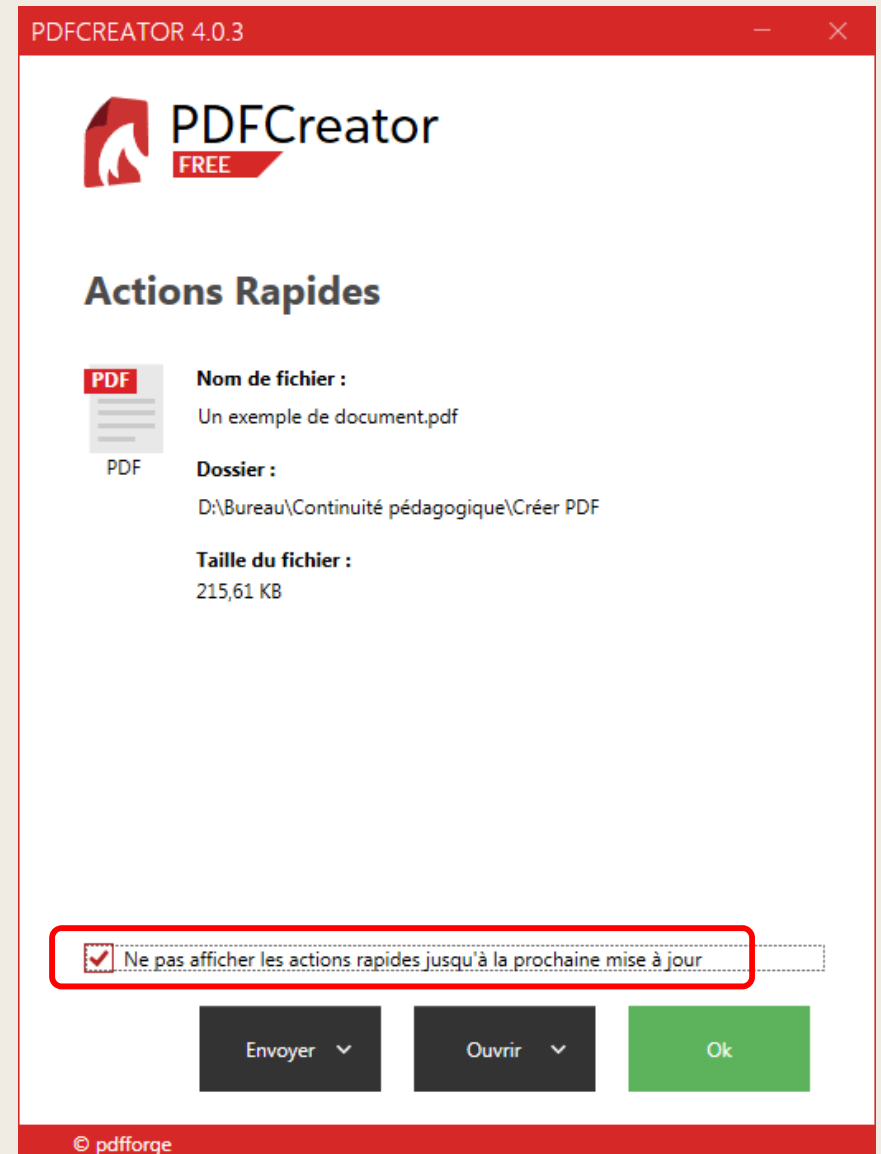 PDFCREATOR 4.0.3
PDFCreator
FREE
Actions Rapides
PDF
Nom de fichier :
Un exemple de document.pdf
PDF
Dossier :
D:\Bureau\Continuité pédagogique\Créer PDF
Taille du fichier :
215,61 KB
Ne pas afficher les actions rapides jusqu'à la prochaine mise à jour
Envoyer
Ouvrir
Ok
© pdfforge